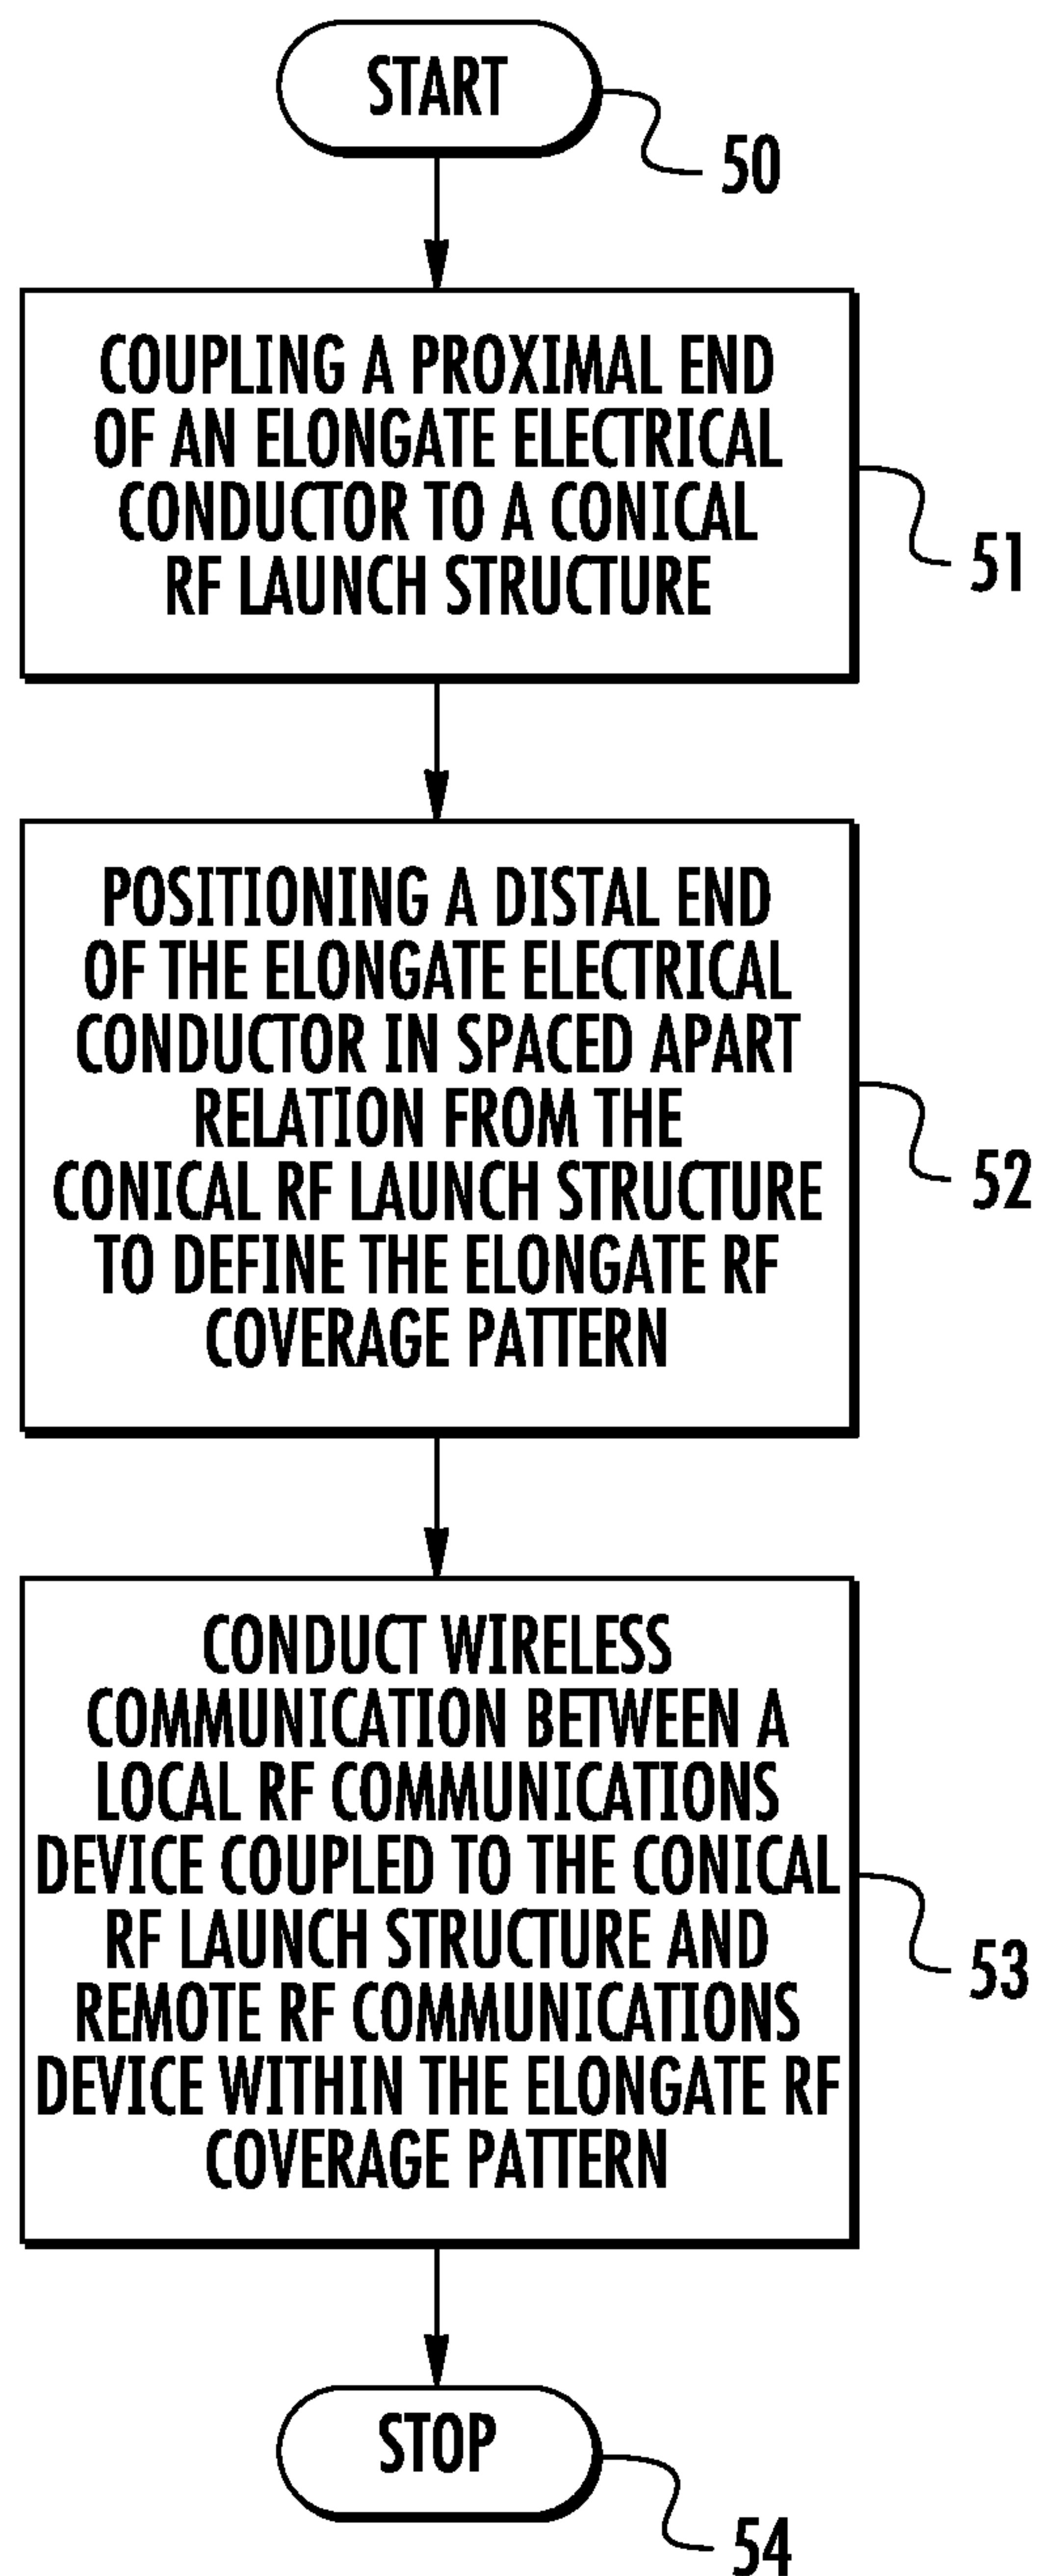 START
50
COUPLING A PROXIMAL END
OF AN ELONGATE ELECTRICAL
CONDUCTOR TO A CONICAL
RF LAUNCH STRUCTURE
51
POSITIONING A DISTAL END
OF THE ELONGATE ELECTRICAL
CONDUCTOR IN SPACED APART
RELATION FROM THE
CONICAL RF LAUNCH STRUCTURE
TO DEFINE THE ELONGATE RF
COVERAGE PATTERN
52
CONDUCT WIRELESS
COMMUNICATION BETWEEN A
LOCAL RF COMMUNICATIONS
DEVICE COUPLED TO THE CONICAL
RF LAUNCH STRUCTURE AND
REMOTE RF COMMUNICATIONS
DEVICE WITHIN THE ELONGATE RF
COVERAGE PATTERN
53
STOP
54